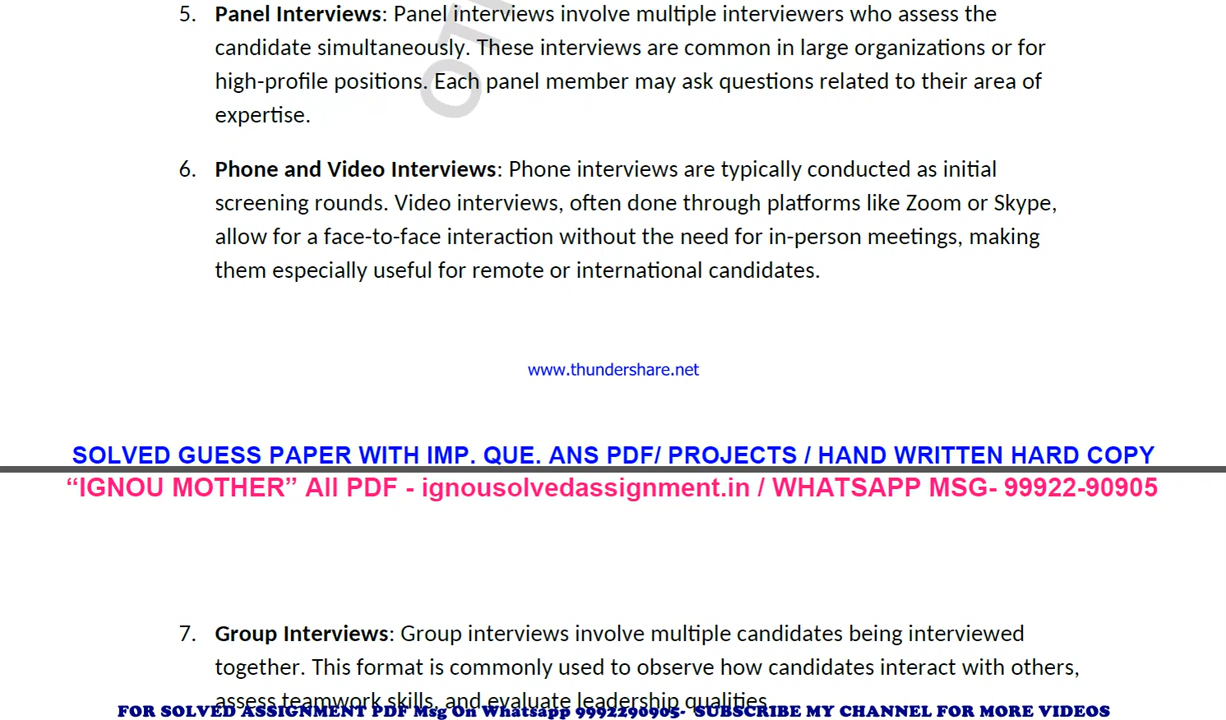 5. Panel Interviews: Panel interviews involve multiple interviewers who assess the
candidate simultaneously. These interviews are common in large organizations or for
high-profile positions. Each panel member may ask questions related to their area of
expertise.
6. Phone and Video Interviews: Phone interviews are typically conducted as initial
screening rounds. Video interviews, often done through platforms like Zoom or Skype,
allow for a face-to-face interaction without the need for in-person meetings, making
them especially useful for remote or international candidates.
www.thundershare.net
SOLVED GUESS PAPER WITH IMP. QUE. ANS PDF/ PROJECTS / HAND WRITTEN HARD COPY
“IGNOU MOTHER” All PDF - ignousolvedassignment.in / WHATSAPP MSG- 99922-90905
7. Group Interviews: Group interviews involve multiple candidates being interviewed
together. This format is commonly used to observe how candidates interact with others,
assess teamwork skills, and evaluate leadership qualities.
FOR SOLVED ASSIGNMENT PDF Msg On Whatsapp 9992290905- SUBSCRIBE MY CHANNEL FOR MORE VIDEOS